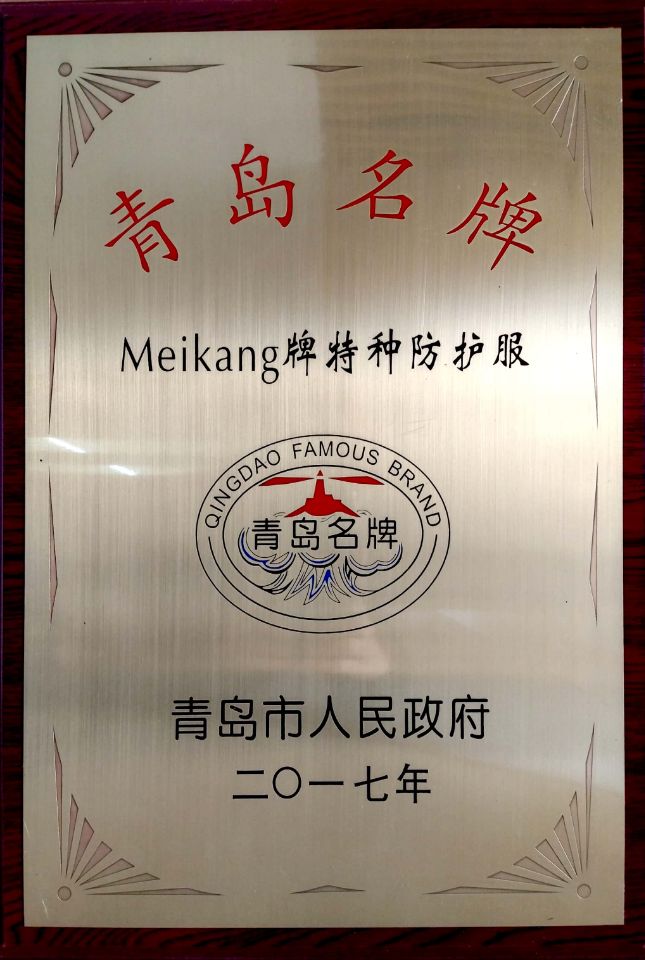 青岛名牌
Meikang牌特种防护服
QINGDAO FAMOUS BRAND
青岛名牌
青岛市人民政府
二〇一七年